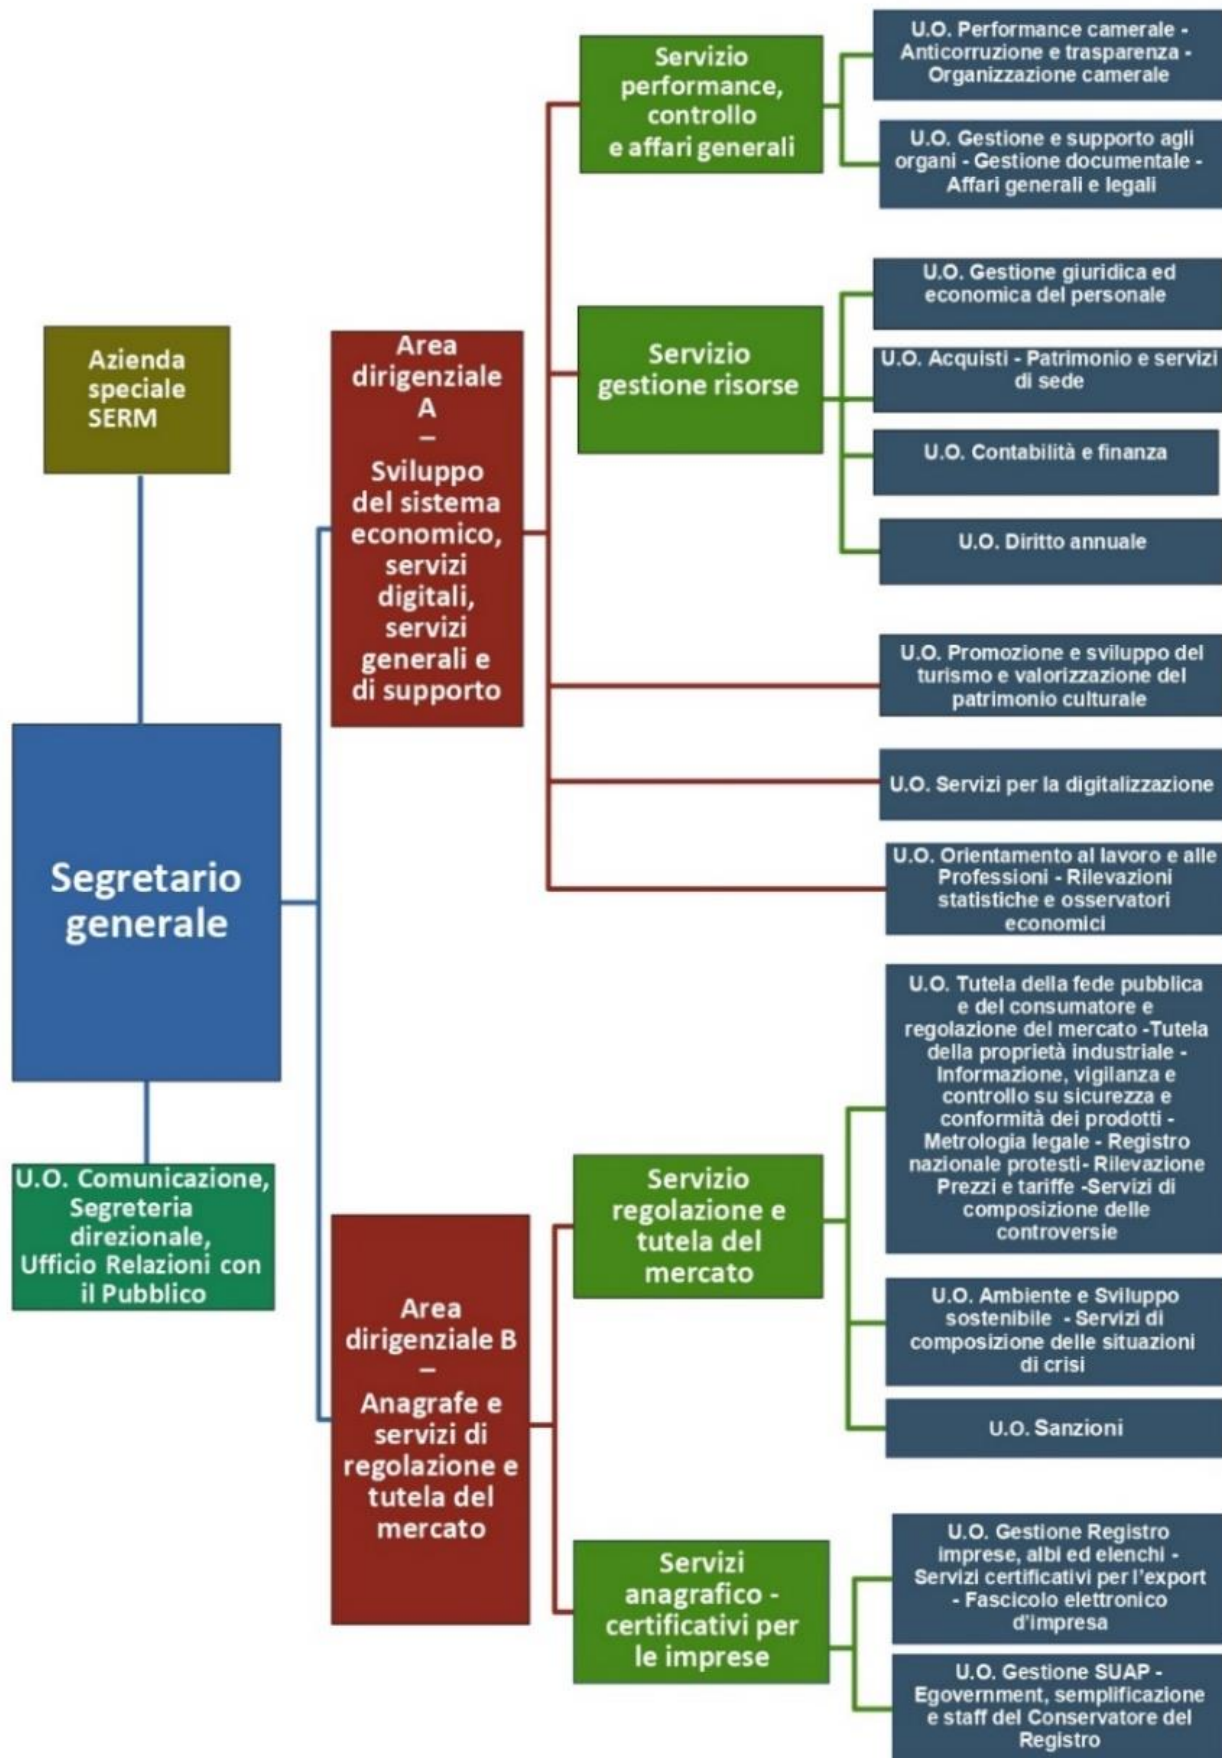 Azienda
speciale
SERM
Segretario
generale
U.O. Comunicazione,
Segreteria
direzionale,
Ufficio Relazioni con
il Pubblico
Area
dirigenziale
A
–
Sviluppo
del sistema
economico,
servizi
digitali,
servizi
generali e
di supporto
Servizio
performance,
controllo
e affari generali
U.O. Performance camerale -
Anticorruzione e trasparenza -
Organizzazione camerale
U.O. Gestione e supporto agli
organi - Gestione documentale -
Affari generali e legali
Servizio
gestione risorse
U.O. Gestione giuridica ed
economica del personale
U.O. Acquisti - Patrimonio e servizi
di sede
U.O. Contabilità e finanza
U.O. Diritto annuale
U.O. Promozione e sviluppo del
turismo e valorizzazione del
patrimonio culturale
U.O. Servizi per la digitalizzazione
U.O. Orientamento al lavoro e alle
Professioni - Rilevazioni
statistiche e osservatori
economici
Area
dirigenziale B
–
Anagrafe e
servizi di
regolazione e
tutela del
mercato
Servizio
regolazione e
tutela del
mercato
U.O. Tutela della fede pubblica
e del consumatore e
regolazione del mercato -Tutela
della proprietà industriale -
Informazione, vigilanza e
controllo su sicurezza e
conformità dei prodotti -
Metrologia legale - Registro
nazionale protesti- Rilevazione
Prezzi e tariffe -Servizi di
composizione delle
controversie
U.O. Ambiente e Sviluppo
sostenibile - Servizi di
composizione delle situazioni
di crisi
U.O. Sanzioni
Servizi
anagrafico -
certificativi per
le imprese
U.O. Gestione Registro
imprese, albi ed elenchi -
Servizi certificativi per l'export
- Fascicolo elettronico
d'impresa
U.O. Gestione SUAP -
Egovernment, semplificazione
e staff del Conservatore del
Registro